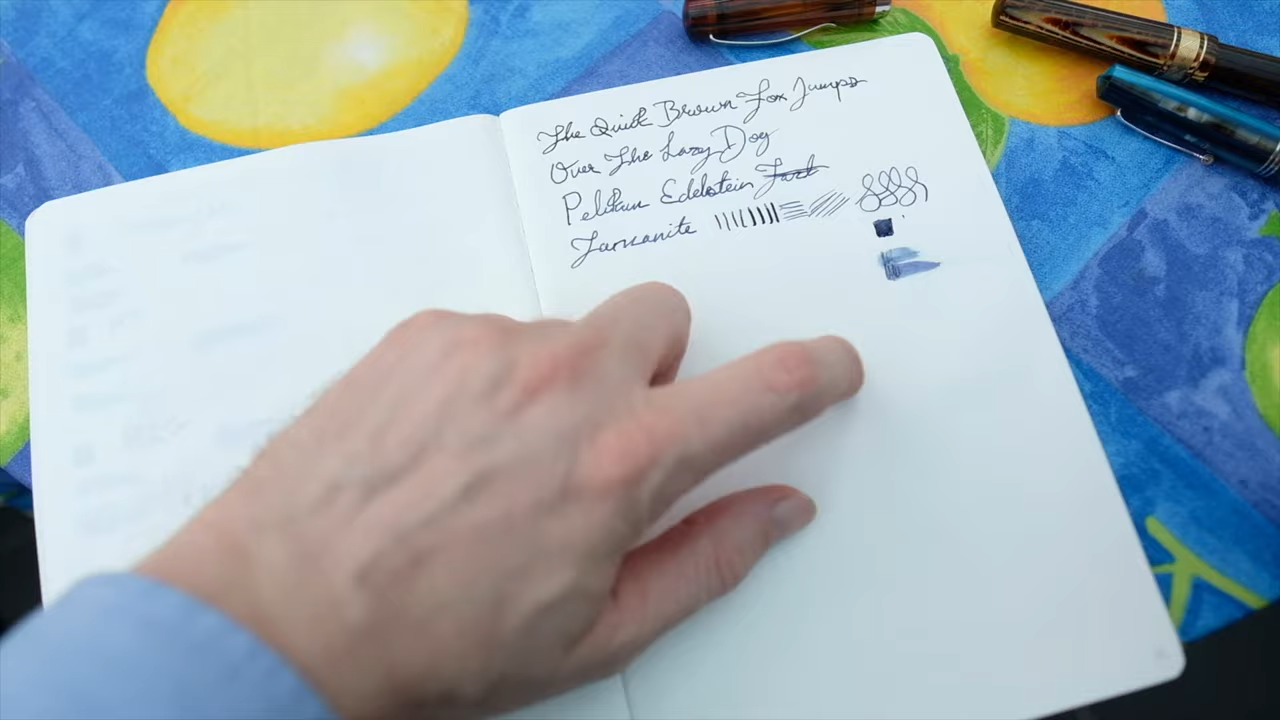 The Quick Brown Fox Jumps
Over The Lazy Dog
Pelikan Edelstein
Tanzanite